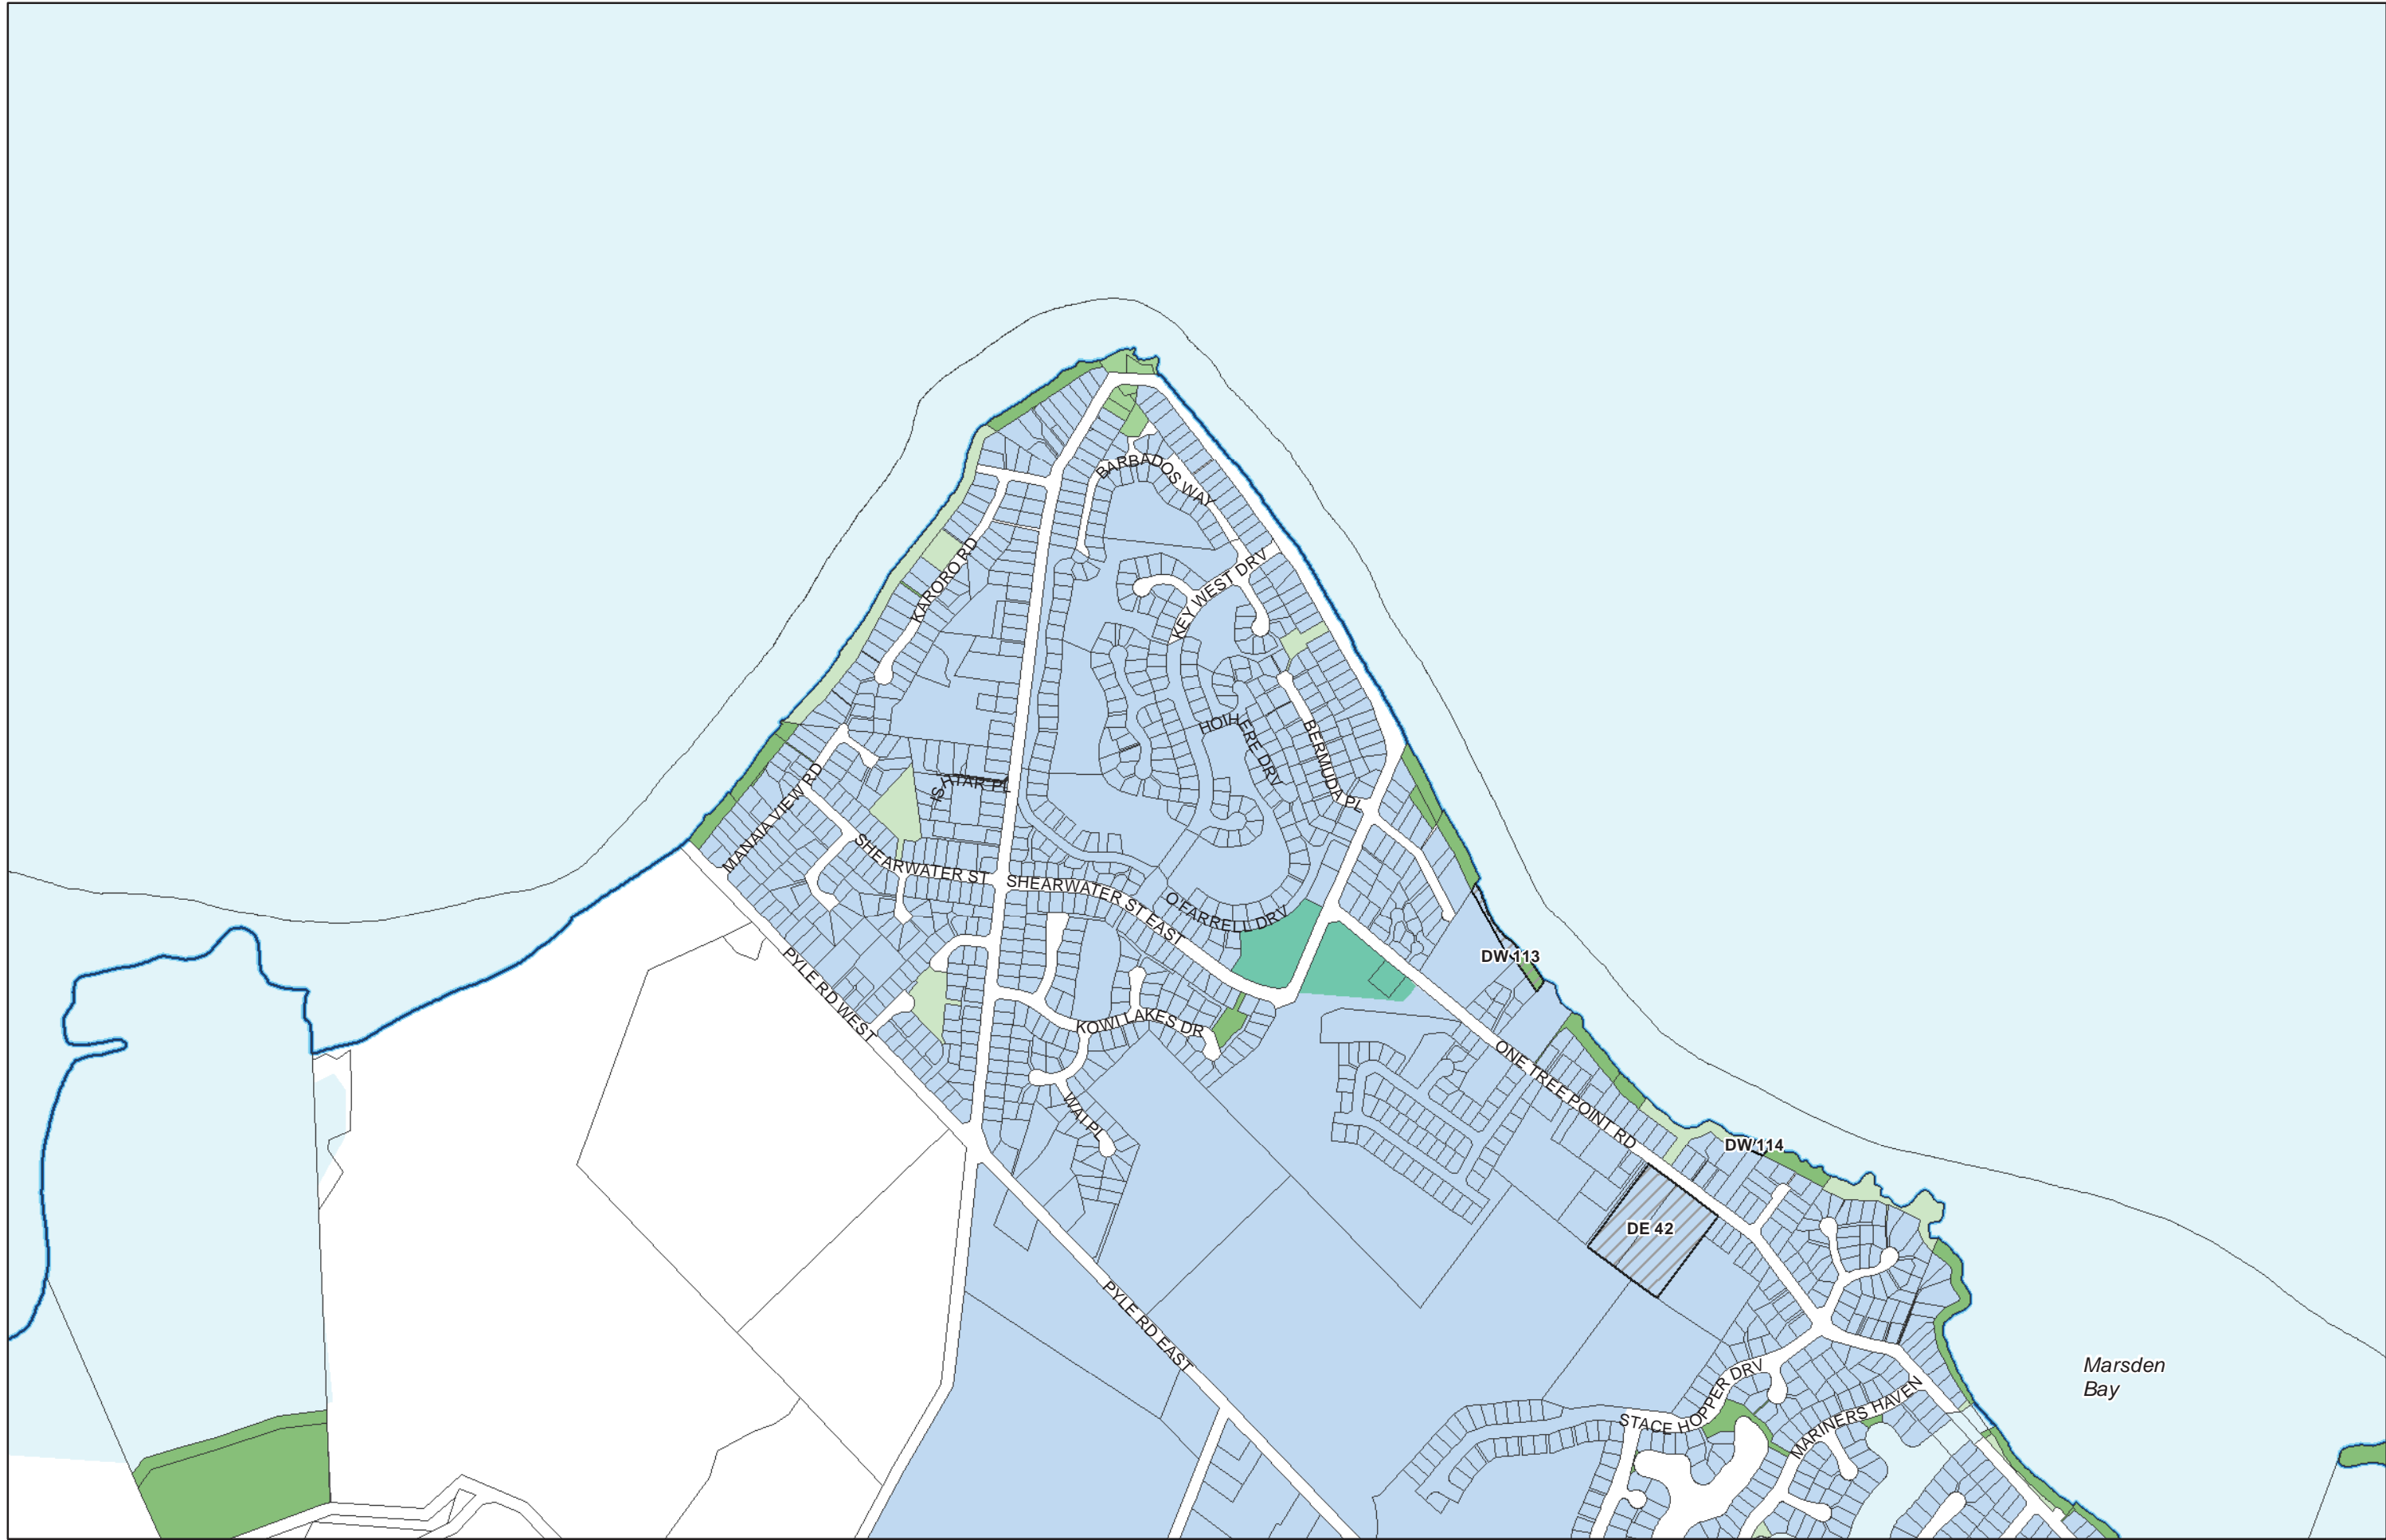 BARBADOS WAY
KARORO RD
KEY WEST DRV
HOIHERE DRV
BERMUDA PL
ISHTAR PL
MANAIA VIEW RD
SHEARWATER ST
SHEARWATER ST EAST
O'FARRELL DRV
PYLE RD WEST
DW 113
KOWI LAKES DR
ONE TREE POINT RD
WAI PL
DW 114
DE 42
PYLE RD EAST
Marsden
Bay
STACE HOPPER DRV
MARINERS HAVEN